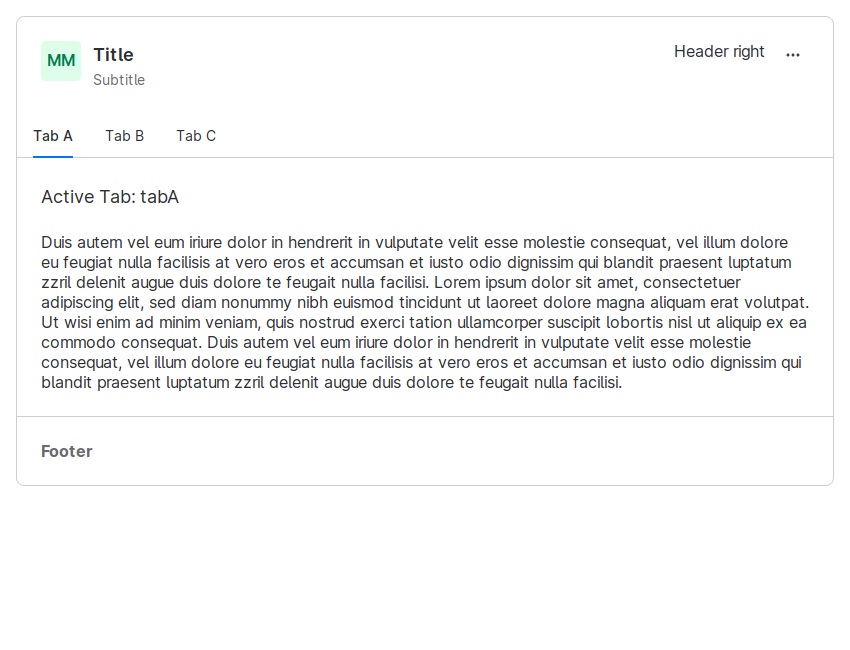 MM
Title
Subtitle
Header right
Tab A
Tab B
Tab C
Active Tab: tabA
Duis autem vel eum iriure dolor in hendrerit in vulputate velit esse molestie consequat, vel illum dolore
eu feugiat nulla facilisis at vero eros et accumsan et iusto odio dignissim qui blandit praesent luptatum
zzril delenit augue duis dolore te feugait nulla facilisi. Lorem ipsum dolor sit amet, consectetuer
adipiscing elit, sed diam nonummy nibh euismod tincidunt ut laoreet dolore magna aliquam erat volutpat.
Ut wisi enim ad minim veniam, quis nostrud exerci tation ullamcorper suscipit lobortis nisl ut aliquip ex ea
commodo consequat. Duis autem vel eum iriure dolor in hendrerit in vulputate velit esse molestie
consequat, vel illum dolore eu feugiat nulla facilisis at vero eros et accumsan et iusto odio dignissim qui
blandit praesent luptatum zzril delenit augue duis dolore te feugait nulla facilisi.
Footer